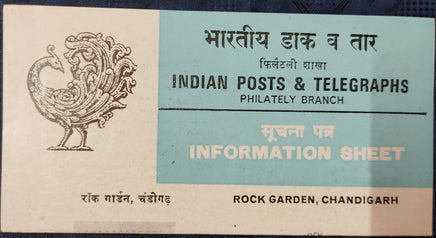 भारतीय डाक व तार
फिलैटली शाखा
INDIAN POSTS & TELEGRAPHS
PHILATELY BRANCH
सूचना पत्र
INFORMATION SHEET
रॉक गार्डन, चंडीगढ़
ROCK GARDEN, CHANDIGARH